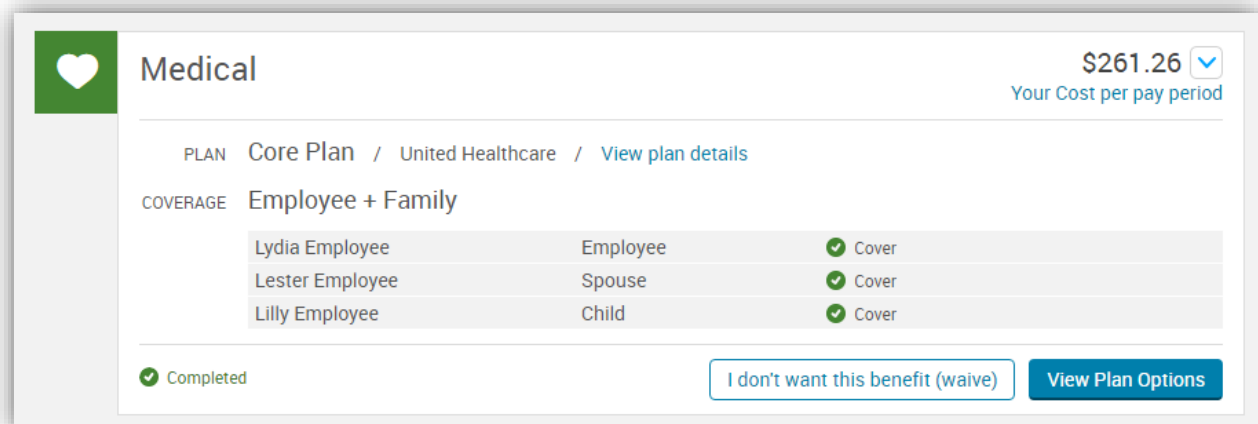 Medical
$261.26
Your Cost per pay period
PLAN Core Plan / United Healthcare / View plan details
COVERAGE Employee + Family
Lydia Employee Employee Cover
Lester Employee Spouse Cover
Lilly Employee Child Cover
Completed I don't want this benefit (waive) View Plan Options